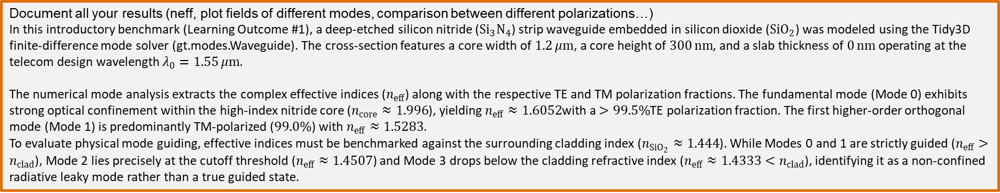 Document all your results (neff, plot fields of different modes, comparison between different polarizations…)
In this introductory benchmark (Learning Outcome #1), a deep-etched silicon nitride (Si₃N₄) strip waveguide embedded in silicon dioxide (SiO₂) was modeled using the Tidy3D
finite-difference mode solver (gt.modes.Waveguide). The cross-section features a core width of 1.2 μm, a core height of 300 nm, and a slab thickness of 0 nm operating at the
telecom design wavelength λ₀ = 1.55 μm.
The numerical mode analysis extracts the complex effective indices (n_eff) along with the respective TE and TM polarization fractions. The fundamental mode (Mode 0) exhibits
strong optical confinement within the high-index nitride core (n_core ≈ 1.996), yielding n_eff ≈ 1.6052with a > 99.5%TE polarization fraction. The first higher-order orthogonal
mode (Mode 1) is predominantly TM-polarized (99.0%) with n_eff ≈ 1.5283.
To evaluate physical mode guiding, effective indices must be benchmarked against the surrounding cladding index (n_SiO₂ ≈ 1.444). While Modes 0 and 1 are strictly guided (n_eff >
n_clad), Mode 2 lies precisely at the cutoff threshold (n_eff ≈ 1.4507) and Mode 3 drops below the cladding refractive index (n_eff ≈ 1.4333 < n_clad), identifying it as a non-confined
radiative leaky mode rather than a true guided state.